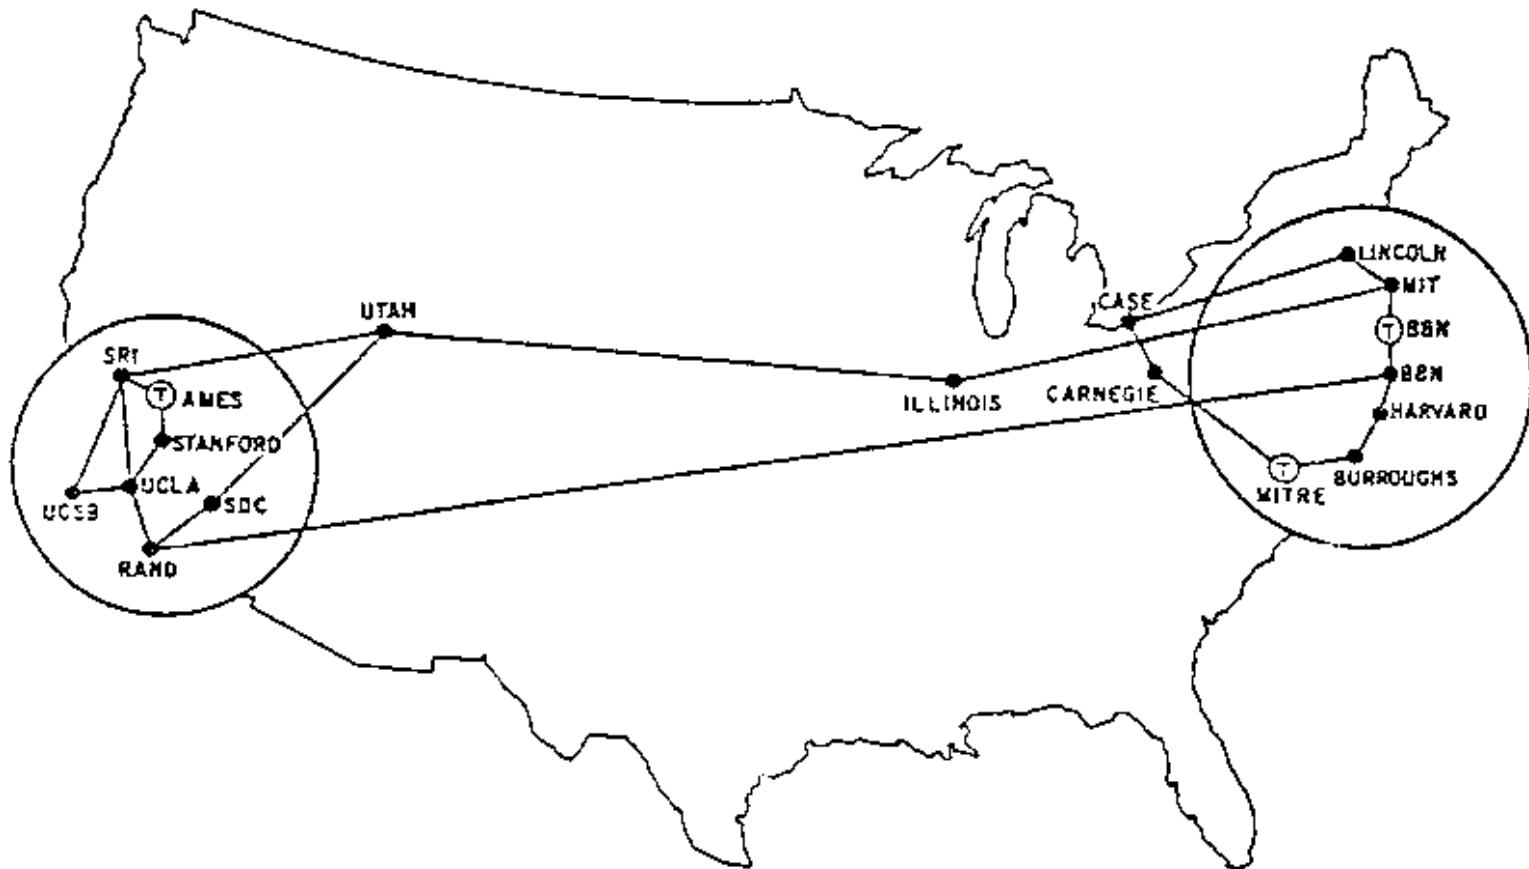 LINCOLN
MIT
CASE
UTAH
T BBN
SRI
BBN
T AMES
ILLINOIS
CARNEGIE
HARVARD
STANFORD
T
BURROUGHS
MITRE
UCLA
UCSB
SDC
RAND